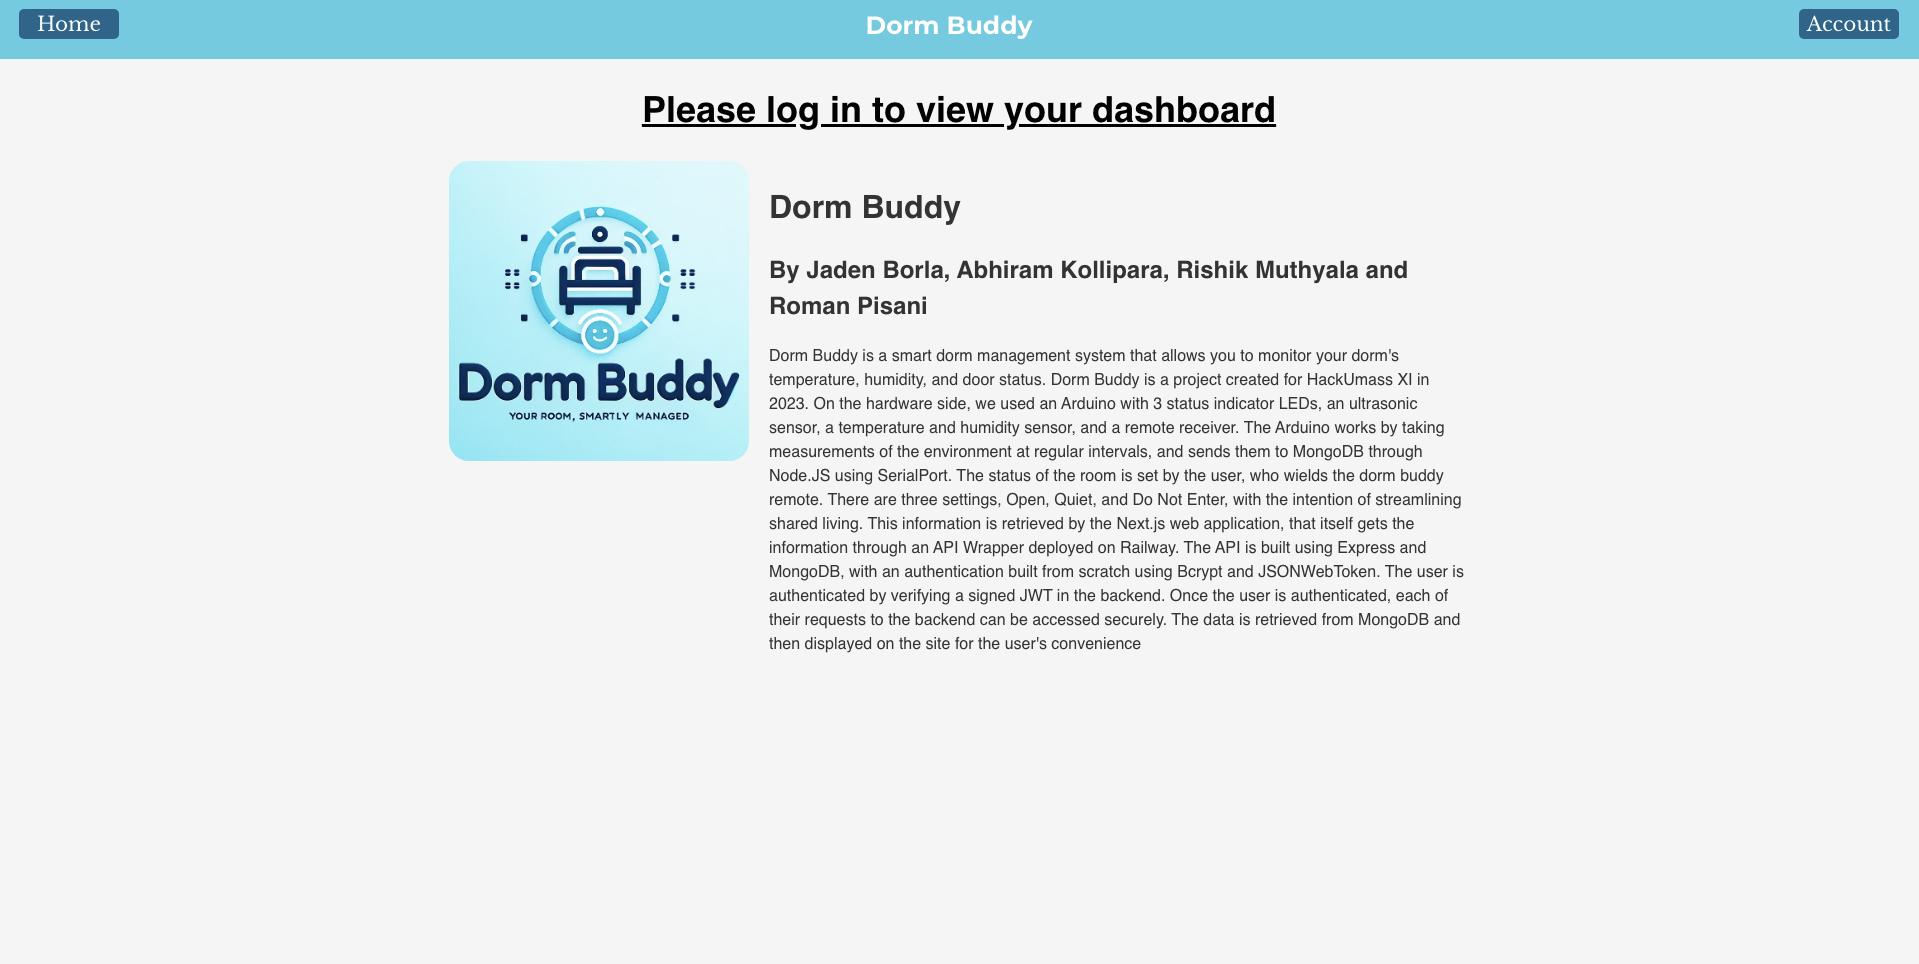 Home
Dorm Buddy
Account
Please log in to view your dashboard
Dorm Buddy
YOUR ROOM, SMARTLY MANAGED
Dorm Buddy
By Jaden Borla, Abhiram Kollipara, Rishik Muthyala and
Roman Pisani
Dorm Buddy is a smart dorm management system that allows you to monitor your dorm's
temperature, humidity, and door status. Dorm Buddy is a project created for HackUmass XI in
2023. On the hardware side, we used an Arduino with 3 status indicator LEDs, an ultrasonic
sensor, a temperature and humidity sensor, and a remote receiver. The Arduino works by taking
measurements of the environment at regular intervals, and sends them to MongoDB through
Node.JS using SerialPort. The status of the room is set by the user, who wields the dorm buddy
remote. There are three settings, Open, Quiet, and Do Not Enter, with the intention of streamlining
shared living. This information is retrieved by the Next.js web application, that itself gets the
information through an API Wrapper deployed on Railway. The API is built using Express and
MongoDB, with an authentication built from scratch using Bcrypt and JSONWebToken. The user is
authenticated by verifying a signed JWT in the backend. Once the user is authenticated, each of
their requests to the backend can be accessed securely. The data is retrieved from MongoDB and
then displayed on the site for the user's convenience